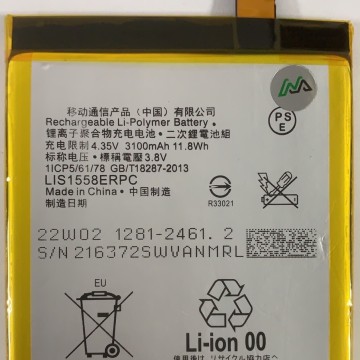 移动通信产品（中国）有限公司
Rechargeable Li-Polymer Battery
锂离子聚合物充电电池 二次鋰電池組
充电电压 4.35V 3100mAh 11.8Wh
标称电压 標稱電壓 3.8V
1ICP5/61/78 GB/T18287-2013
LIS1558ERPC
Made in China 中国制造
制造日期
PS
E
R33021
22W02 1281-2461. 2
S/N 216372SWVANMRL
EU
Li-ion 00